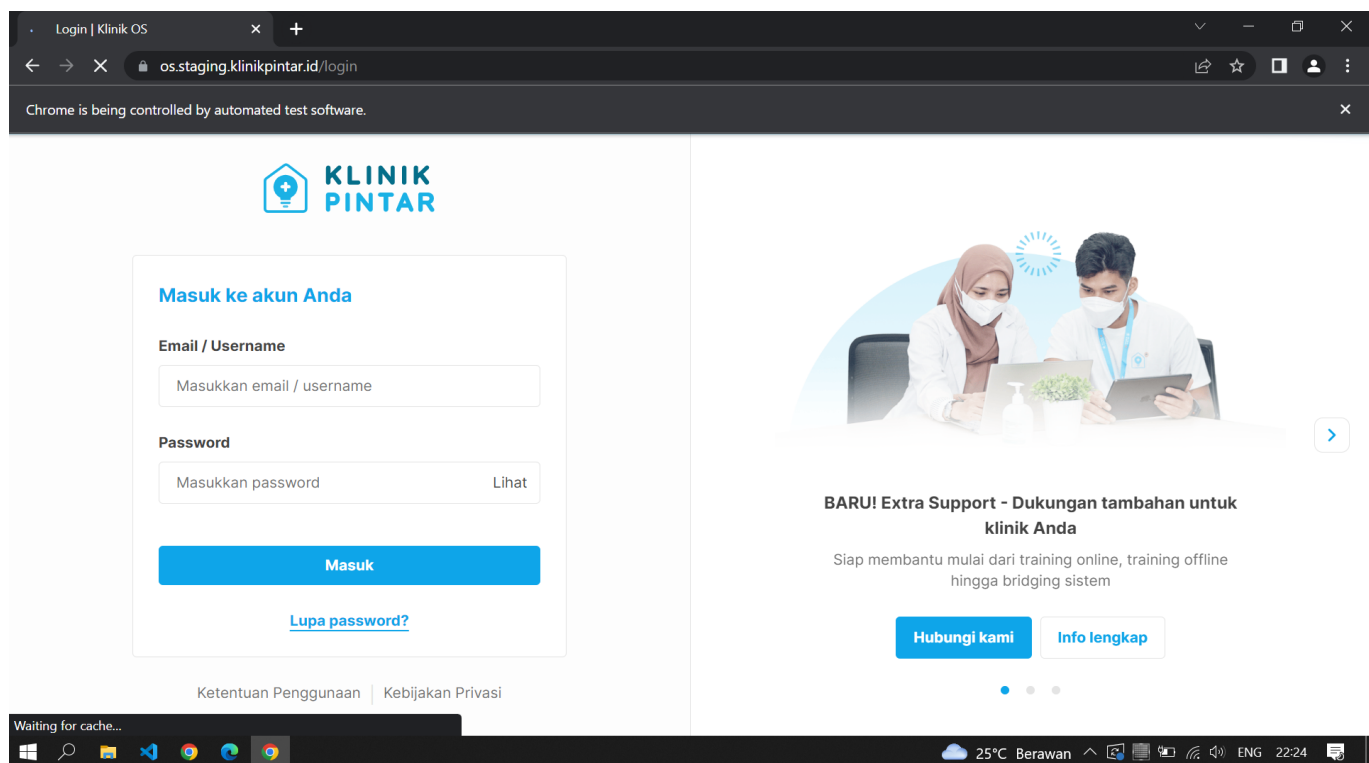 Login | Klinik OS
os.staging.klinikpintar.id/login
Chrome is being controlled by automated test software.
KLINIK
PINTAR
Masuk ke akun Anda
Email / Username
Masukkan email / username
Password
Masukkan password
Lihat
Masuk
Lupa password?
Ketentuan Penggunaan
Kebijakan Privasi
BARU! Extra Support - Dukungan tambahan untuk
klinik Anda
Siap membantu mulai dari training online, training offline
hingga bridging sistem
Hubungi kami
Info lengkap
Waiting for cache...
25°C Berawan
ENG
22:24